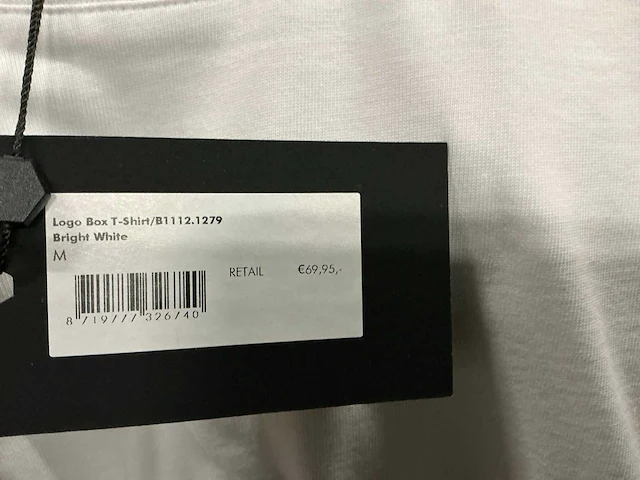 Logo Box T-Shirt/B1112.1279
Bright White
M
RETAIL €69,95,-
8 719777 326740